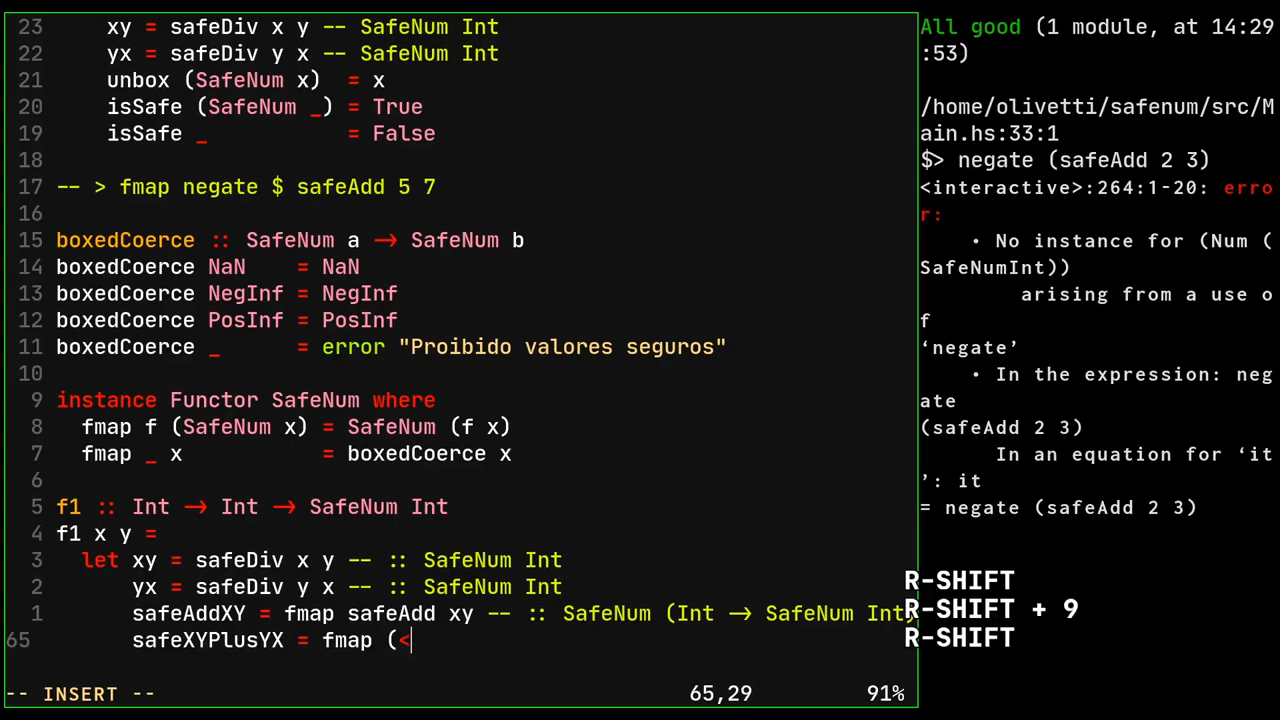 23 xy = safeDiv x y -- SafeNum Int
22 yx = safeDiv y x -- SafeNum Int
21 unbox (SafeNum x) = x
20 isSafe (SafeNum _) = True
19 isSafe _ = False
18
17 -- > fmap negate $ safeAdd 5 7
16
15 boxedCoerce :: SafeNum a → SafeNum b
14 boxedCoerce NaN = NaN
13 boxedCoerce NegInf = NegInf
12 boxedCoerce PosInf = PosInf
11 boxedCoerce _ = error "Proibido valores seguros"
10
9 instance Functor SafeNum where
8 fmap f (SafeNum x) = SafeNum (f x)
7 fmap _ x = boxedCoerce x
6
5 f1 :: Int → Int → SafeNum Int
4 f1 x y =
3 let xy = safeDiv x y -- :: SafeNum Int
2 yx = safeDiv y x -- :: SafeNum Int
1 safeAddXY = fmap safeAdd xy -- :: SafeNum (Int → SafeNum Int)
65 safeXYPlusYX = fmap (<
-- INSERT -- 65,29 91%
All good (1 module, at 14:29
:53)
/home/olivetti/safenum/src/M
ain.hs:33:1
$> negate (safeAdd 2 3)
<interactive>:264:1-20: erro
r:
• No instance for (Num (
SafeNumInt))
arising from a use o
f
‘negate’
• In the expression: neg
ate
(safeAdd 2 3)
In an equation for ‘it
’: it
= negate (safeAdd 2 3)
R-SHIFT
R-SHIFT + 9
R-SHIFT